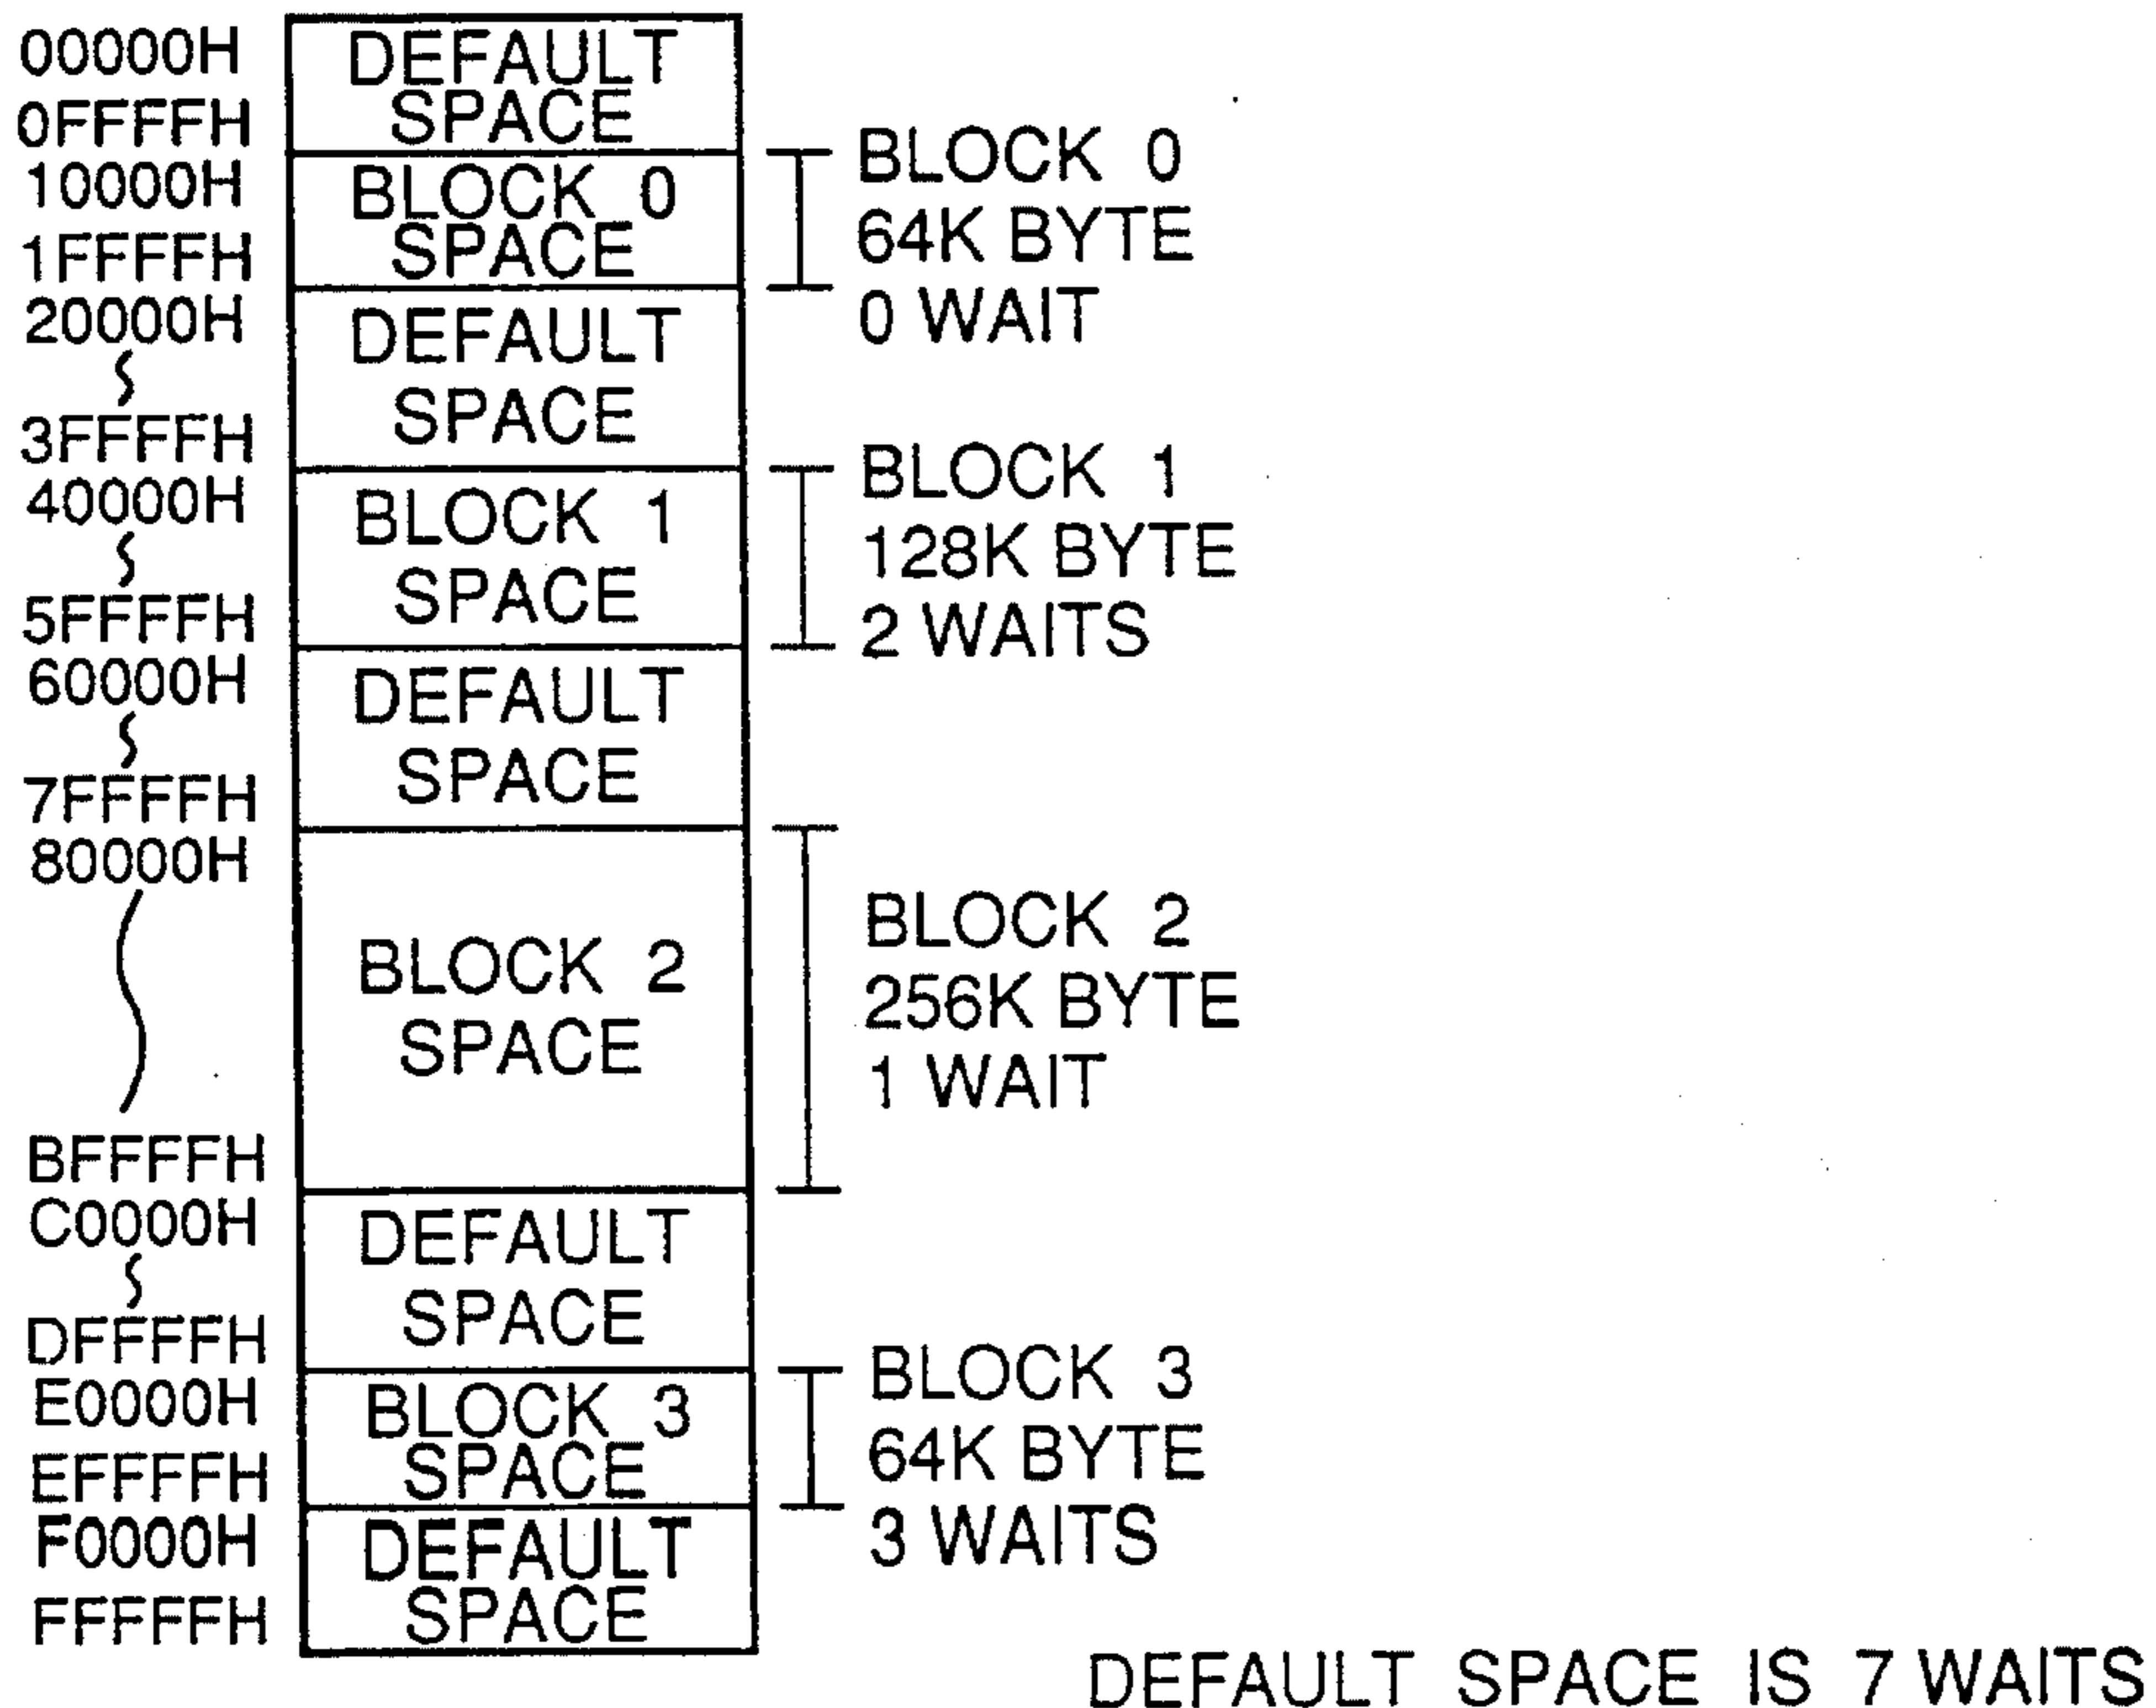 00000H
0FFFFH
DEFAULT
SPACE
10000H
1FFFFH
BLOCK 0
SPACE
BLOCK 0
64K BYTE
0 WAIT
20000H
3FFFFH
DEFAULT
SPACE
40000H
5FFFFH
BLOCK 1
SPACE
BLOCK 1
128K BYTE
2 WAITS
60000H
7FFFFH
DEFAULT
SPACE
80000H
BFFFFH
BLOCK 2
SPACE
BLOCK 2
256K BYTE
1 WAIT
C0000H
DFFFFH
DEFAULT
SPACE
E0000H
EFFFFH
BLOCK 3
SPACE
BLOCK 3
64K BYTE
3 WAITS
F0000H
FFFFFH
DEFAULT
SPACE
DEFAULT SPACE IS 7 WAITS